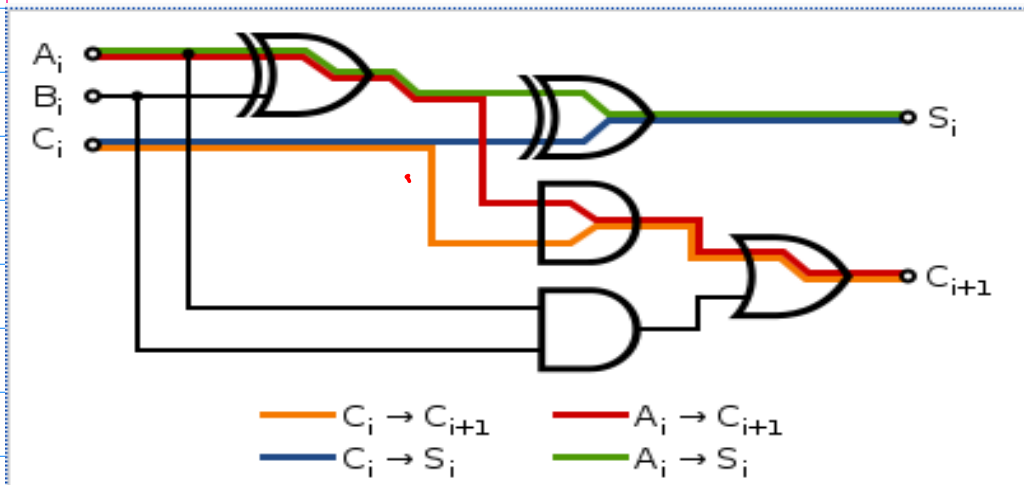 Aᵢ
Bᵢ
Cᵢ
Sᵢ
Cᵢ₊₁
Cᵢ → Cᵢ₊₁
Aᵢ → Cᵢ₊₁
Cᵢ → Sᵢ
Aᵢ → Sᵢ